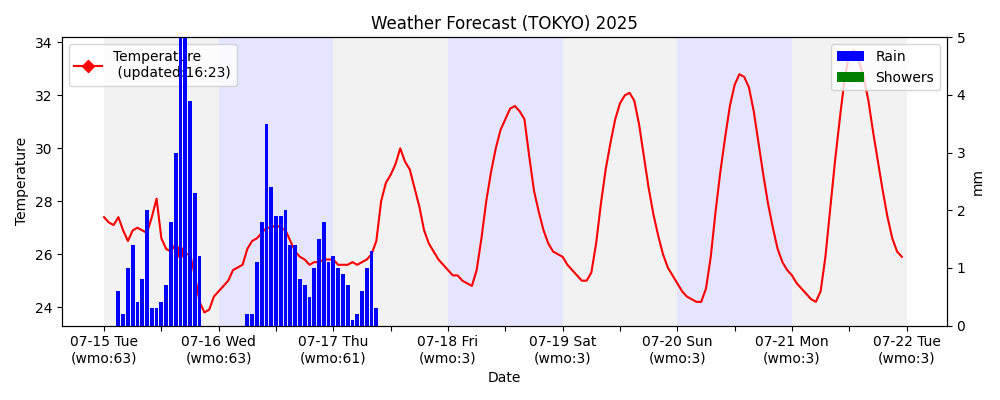 Weather Forecast (TOKYO) 2025
Temperature
(updated 16:23)
Rain
Showers
34
32
30
28
26
24
Temperature
5
4
3
2
1
0
mm
07-15 Tue
(wmo:63)
07-16 Wed
(wmo:63)
07-17 Thu
(wmo:61)
07-18 Fri
(wmo:3)
07-19 Sat
(wmo:3)
07-20 Sun
(wmo:3)
07-21 Mon
(wmo:3)
07-22 Tue
(wmo:3)
Date